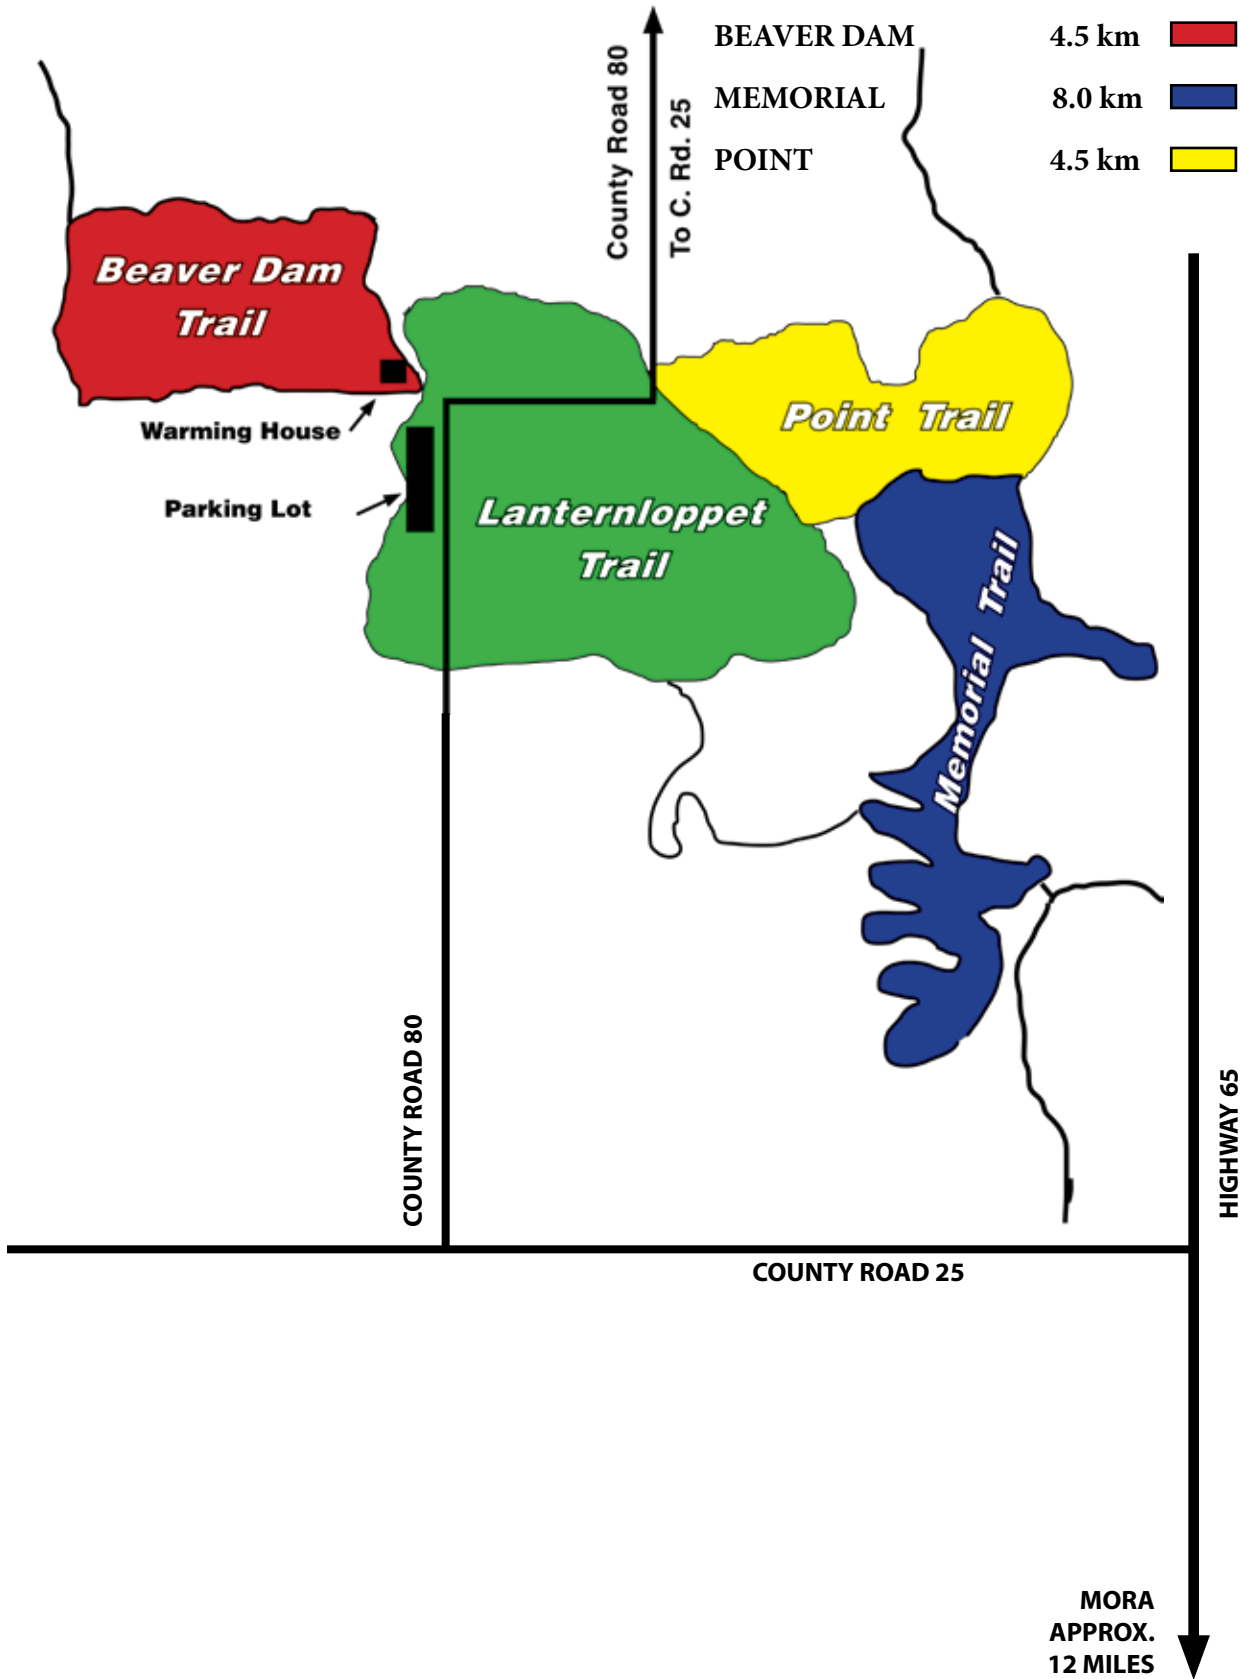 BEAVER DAM 4.5 km
MEMORIAL 8.0 km
POINT 4.5 km
County Road 80
To C. Rd. 25
Beaver Dam
Trail
Warming House
Parking Lot
Lanternloppet
Trail
Point Trail
Memorial Trail
COUNTY ROAD 80
HIGHWAY 65
COUNTY ROAD 25
MORA
APPROX.
12 MILES